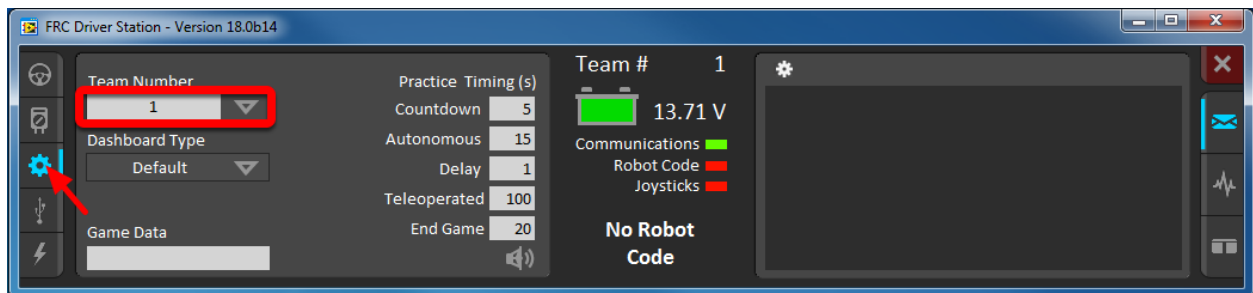 FRC Driver Station - Version 18.0b14
Team Number
1
Dashboard Type
Default
Game Data
Practice Timing (s)
Countdown 5
Autonomous 15
Delay 1
Teleoperated 100
End Game 20
Team # 1
13.71 V
Communications
Robot Code
Joysticks
No Robot
Code